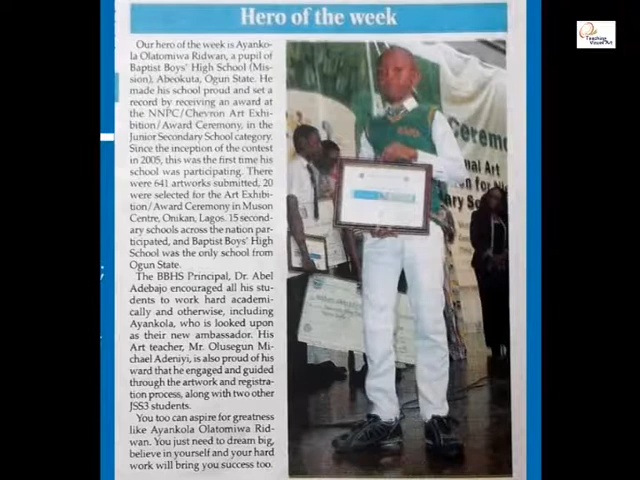 Hero of the week
Teaching
Visual Art
Our hero of the week is Ayanko-
la Olatomiwa Ridwan, a pupil of
Baptist Boys' High School (Mis-
sion), Abeokuta, Ogun State. He
made his school proud and set a
record by receiving an award at
the NNPC/Chevron Art Exhi-
bition/Award Ceremony, in the
Junior Secondary School category.
Since the inception of the contest
in 2005, this was the first time his
school was participating. There
were 641 artworks submitted, 20
were selected for the Art Exhibi-
tion/Award Ceremony in Muson
Centre, Onikan, Lagos. 15 second-
ary schools across the nation par-
ticipated, and Baptist Boys' High
School was the only school from
Ogun State.
The BBHS Principal, Dr. Abel
Adebajo encouraged all his stu-
dents to work hard academi-
cally and otherwise, including
Ayankola, who is looked upon
as their new ambassador. His
Art teacher, Mr. Olusegun Mi-
chael Adeniyi, is also proud of his
ward that he engaged and guided
through the artwork and registra-
tion process, along with two other
JSS3 students.
You too can aspire for greatness
like Ayankola Olatomiwa Rid-
wan. You just need to dream big,
believe in yourself and your hard
work will bring you success too.
Ceremo
nal Art
on for
ary S